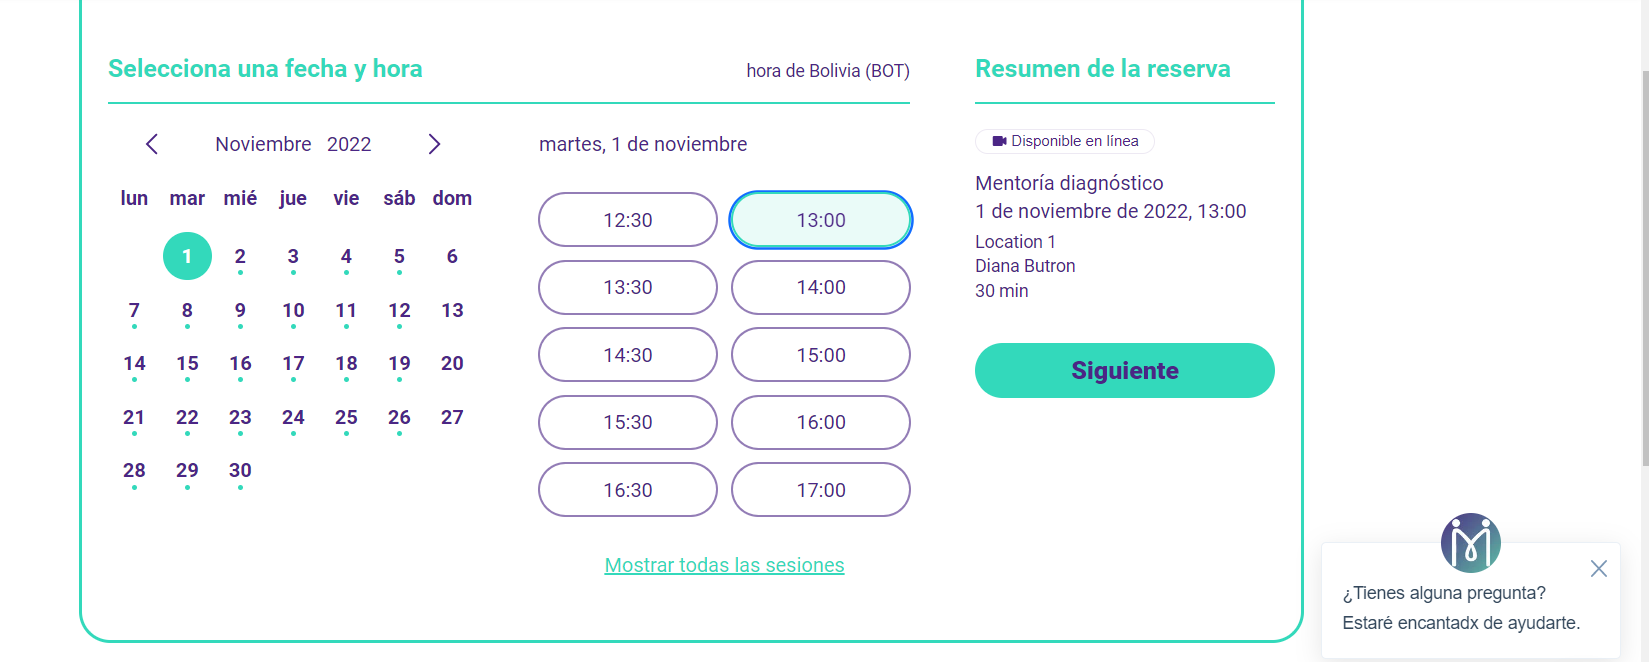 Selecciona una fecha y hora
hora de Bolivia (BOT)
Noviembre 2022
lun mar mié jue vie sáb dom
1 2 3 4 5 6
7 8 9 10 11 12 13
14 15 16 17 18 19 20
21 22 23 24 25 26 27
28 29 30
martes, 1 de noviembre
12:30 13:00
13:30 14:00
14:30 15:00
15:30 16:00
16:30 17:00
Mostrar todas las sesiones
Resumen de la reserva
Disponible en línea
Mentoría diagnóstico
1 de noviembre de 2022, 13:00
Location 1
Diana Butron
30 min
Siguiente
¿Tienes alguna pregunta?
Estaré encantadx de ayudarte.